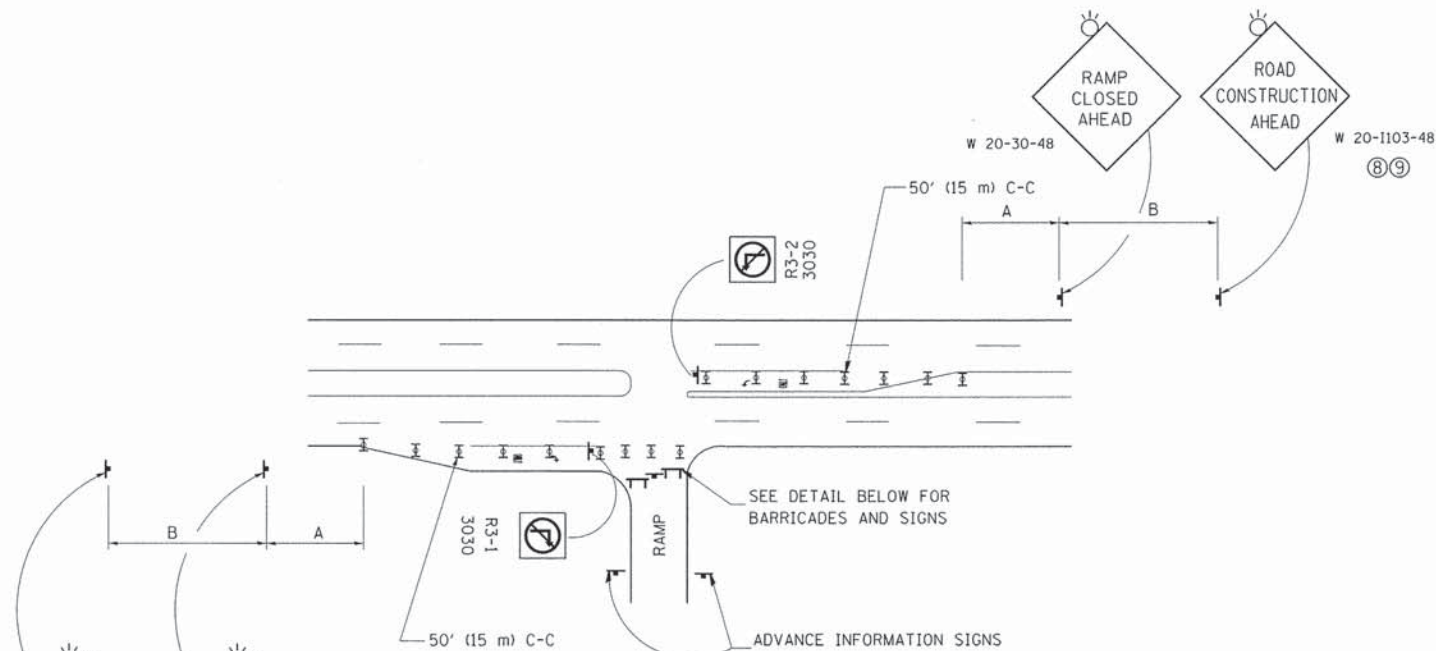 RAMP
CLOSED
AHEAD
ROAD
CONSTRUCTION
AHEAD
W 20-30-48
W 20-I103-48
⑧⑨
50' (15 m) C-C
A
B
R3-2
3030
SEE DETAIL BELOW FOR
BARRICADES AND SIGNS
B
A
R3-1
3030
RAMP
50' (15 m) C-C
ADVANCE INFORMATION SIGNS